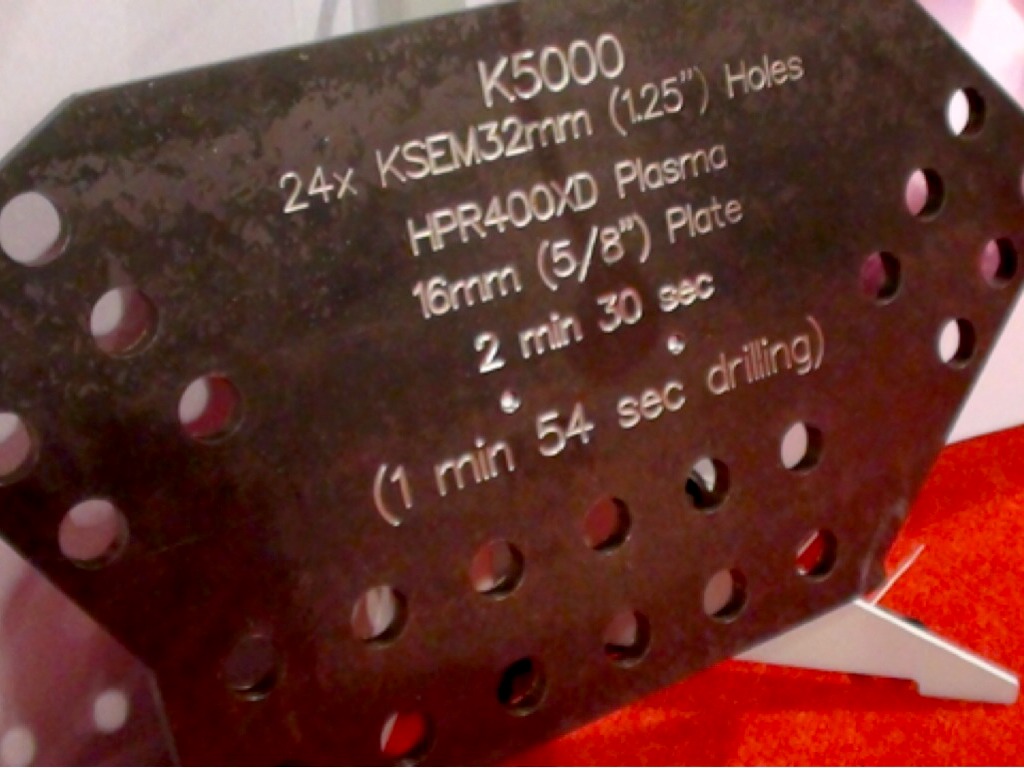 K5000
24x KSEM32mm (1.25") Holes
HPR400XD Plasma
16mm (5/8") Plate
2 min 30 sec
(1 min 54 sec drilling)